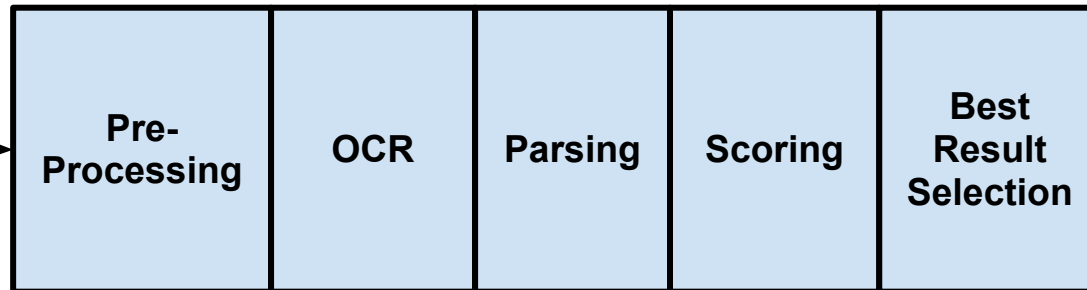 Pre-
Processing
OCR
Parsing
Scoring
Best
Result
Selection